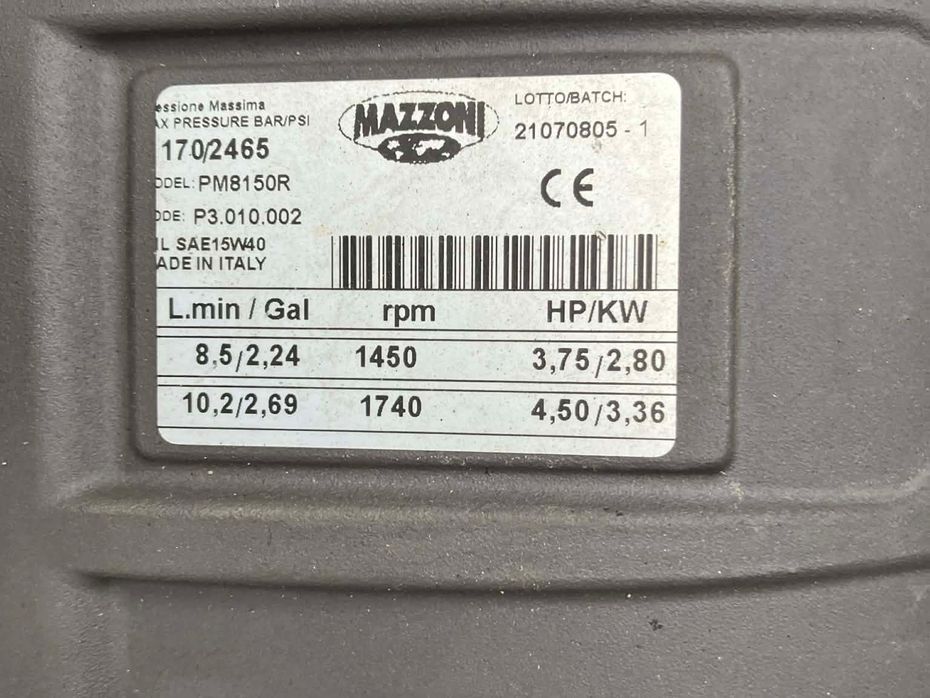 essione Massima
AX PRESSURE BAR/PSI
170/2465
ODEL: PM8150R
ODE: P3.010.002
IL SAE15W40
ADE IN ITALY
MAZZONI
LOTTO/BATCH:
21070805 - 1
CE
L.min / Gal rpm HP/KW
8,5/2,24 1450 3,75/2,80
10,2/2,69 1740 4,50/3,36